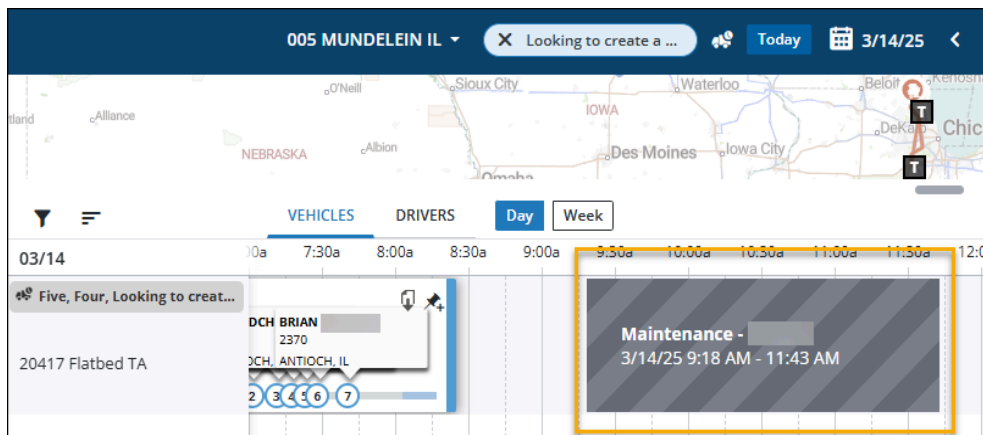 005 MUNDELEIN IL
Looking to create a ...
Today
3/14/25
O'Neill
Sioux City
Waterloo
Beloit
Kenosha
Alliance
IOWA
DeKalb
Chic
NEBRASKA
Albion
Des Moines
Iowa City
T
T
Omaha
VEHICLES
DRIVERS
Day
Week
03/14
00a
7:30a
8:00a
8:30a
9:00a
9:30a
10:00a
10:30a
11:00a
11:30a
12:0
Five, Four, Looking to creat...
20417 Flatbed TA
DCH BRIAN
2370
OCH, ANTIOCH, IL
2 3 4 5 6 7
Maintenance -
3/14/25 9:18 AM - 11:43 AM